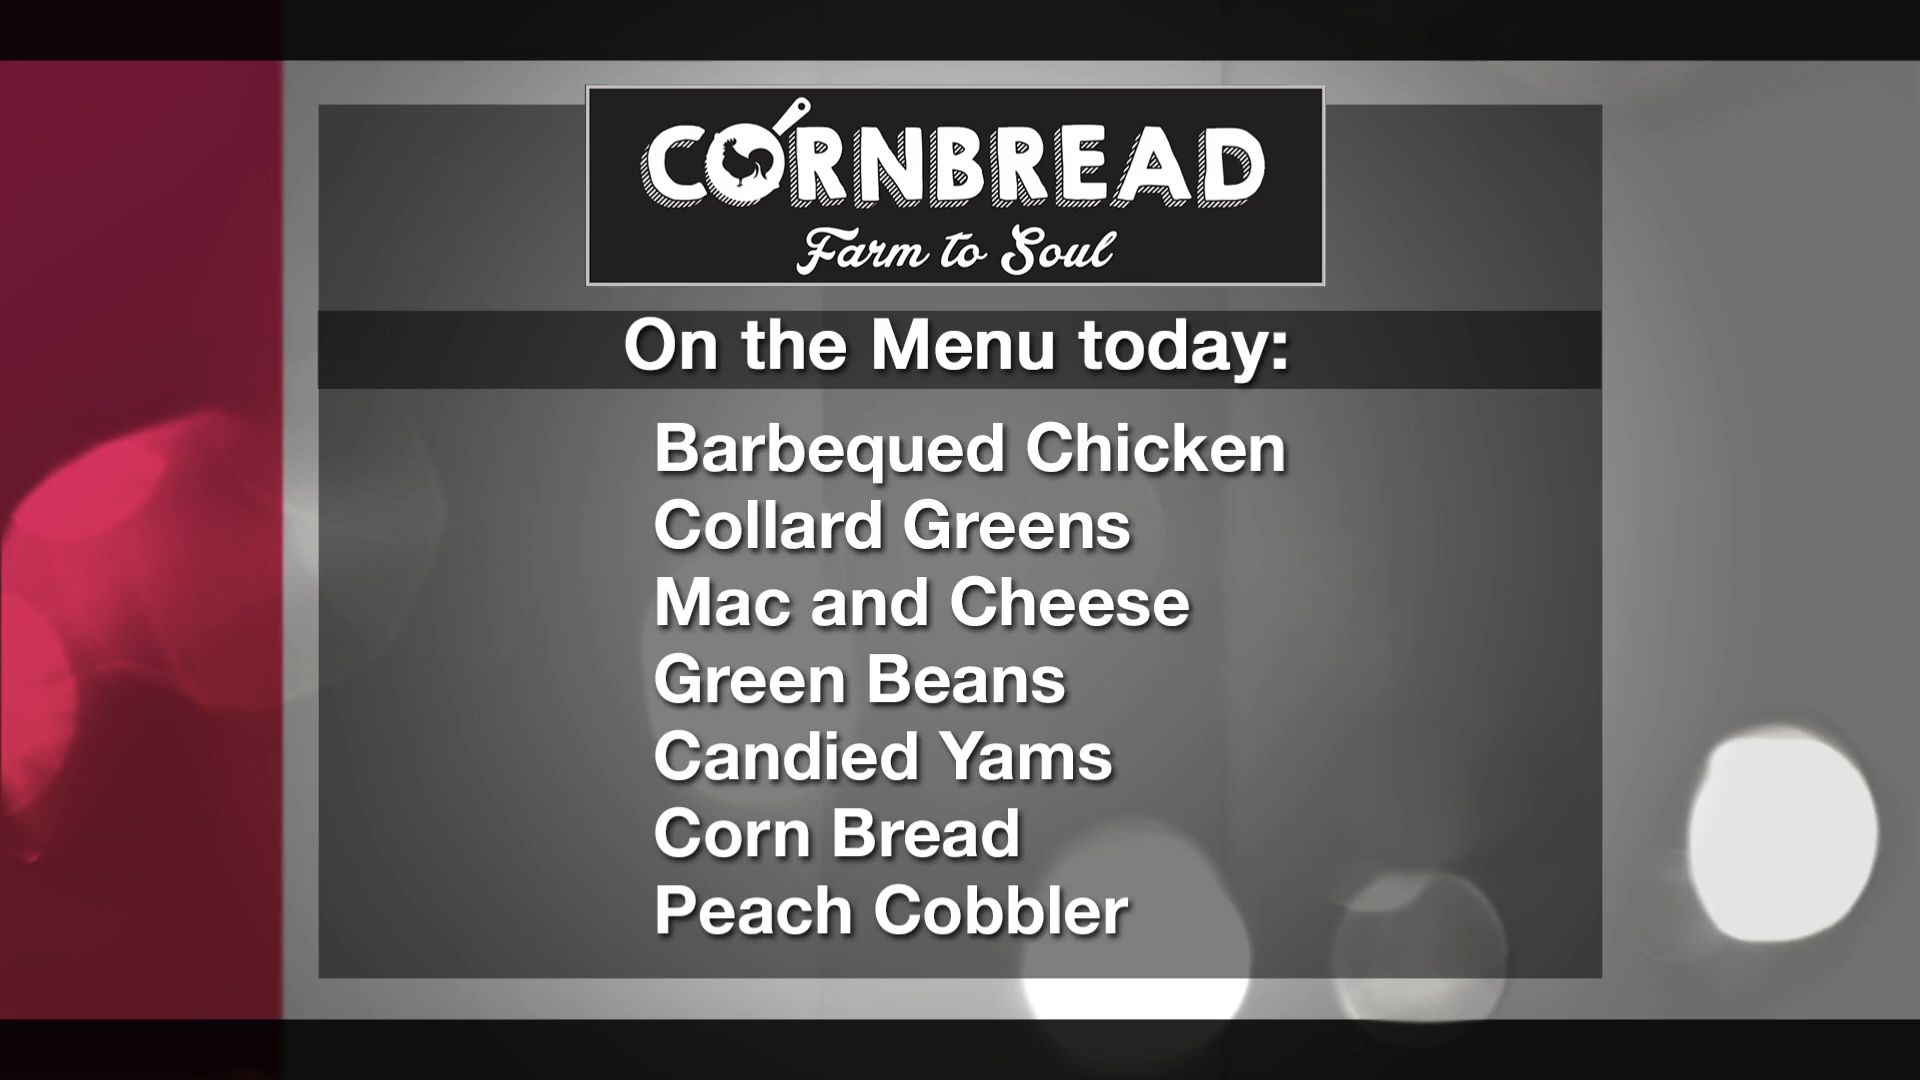 CORNBREAD
Farm to Soul
On the Menu today:
Barbequed Chicken
Collard Greens
Mac and Cheese
Green Beans
Candied Yams
Corn Bread
Peach Cobbler